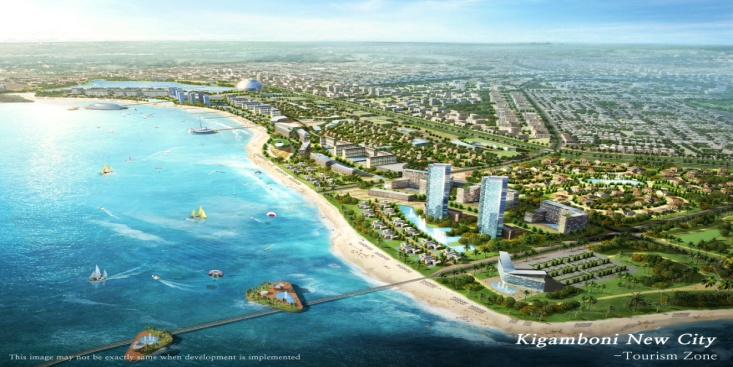 Kigamboni New City
-Tourism Zone
This image may not be exactly same when development is implemented